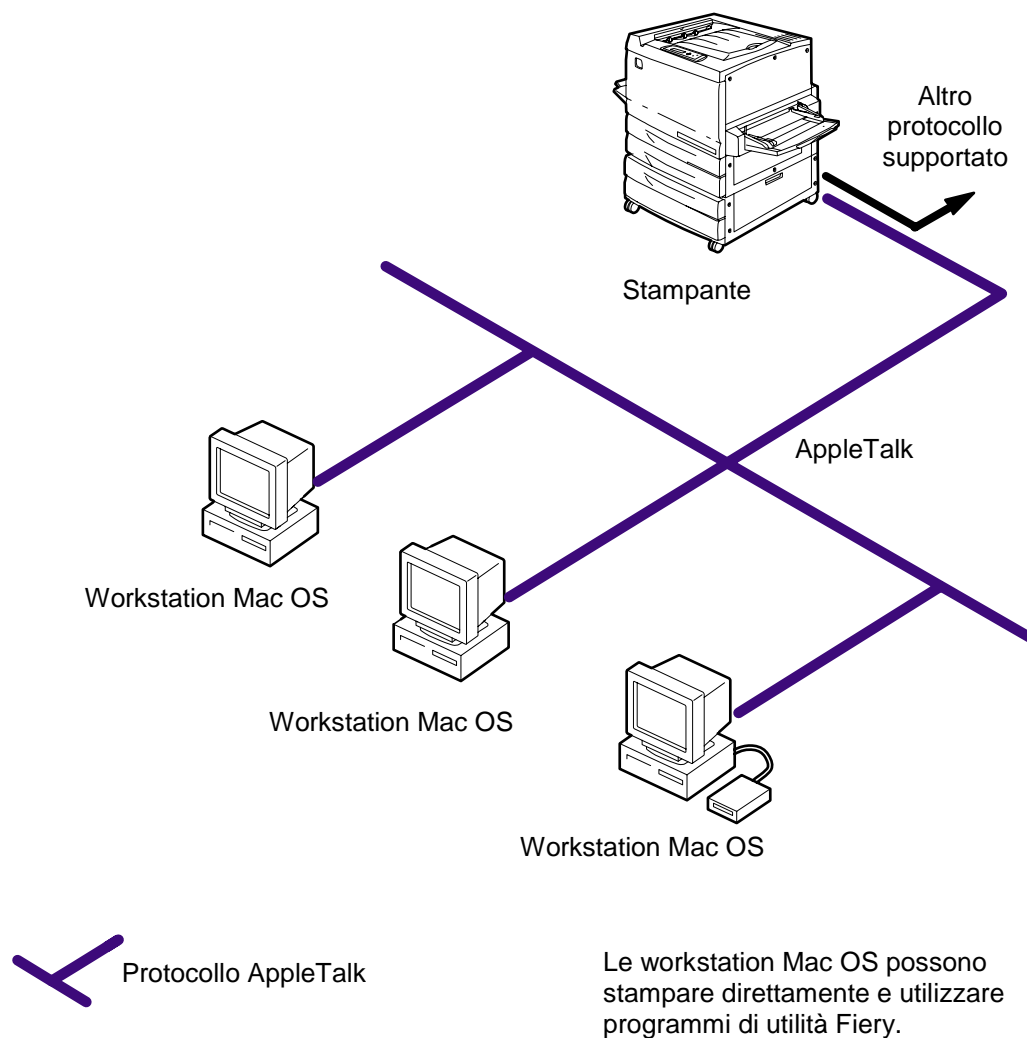 Altro
protocollo
supportato
Stampante
AppleTalk
Workstation Mac OS
Workstation Mac OS
Workstation Mac OS
Protocollo AppleTalk
Le workstation Mac OS possono
stampare direttamente e utilizzare
programmi di utilità Fiery.